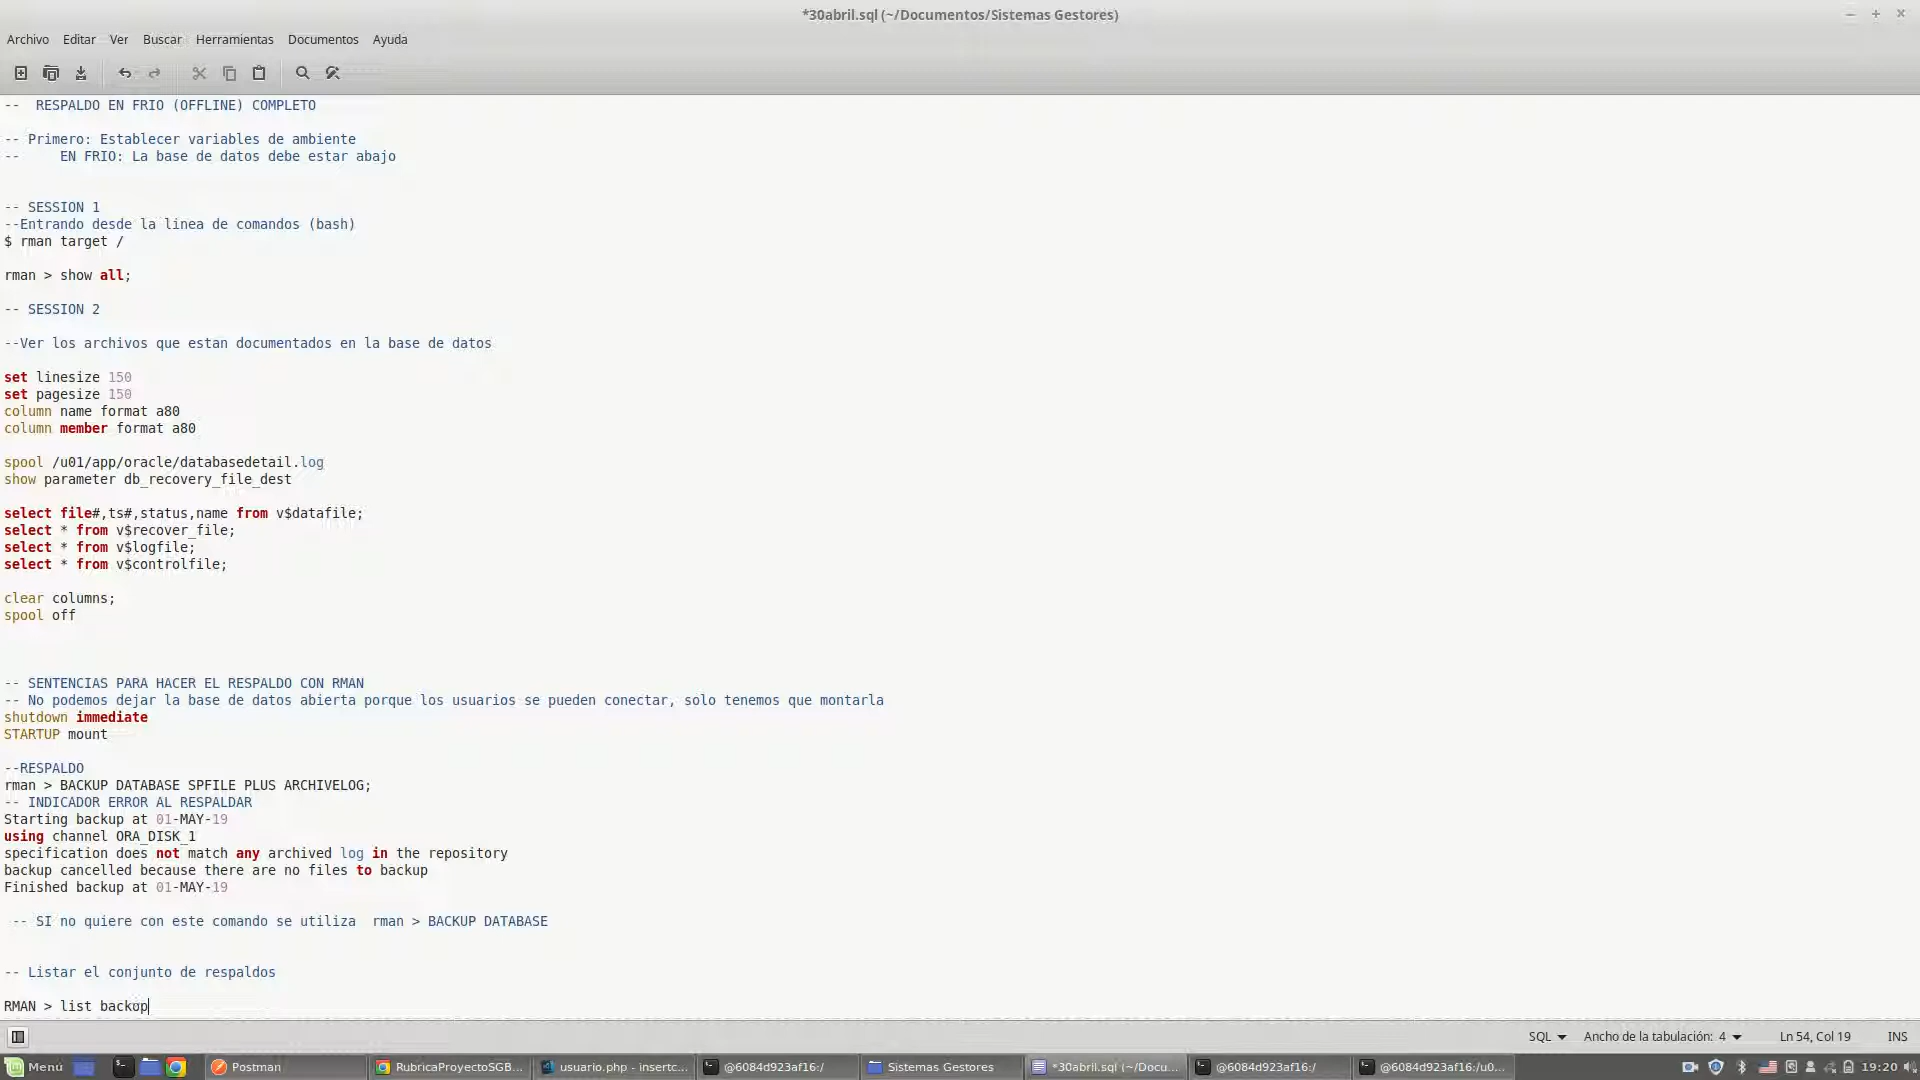 *30abril.sql (~/Documentos/Sistemas Gestores)
Archivo Editar Ver Buscar Herramientas Documentos Ayuda
--  RESPALDO EN FRIO (OFFLINE) COMPLETO
-- Primero: Establecer variables de ambiente
--     EN FRIO: La base de datos debe estar abajo
-- SESSION 1
--Entrando desde la linea de comandos (bash)
$ rman target /
rman > show all;
-- SESSION 2
--Ver los archivos que estan documentados en la base de datos
set linesize 150
set pagesize 150
column name format a80
column member format a80
spool /u01/app/oracle/databasedetail.log
show parameter db_recovery_file_dest
select file#,ts#,status,name from v$datafile;
select * from v$recover_file;
select * from v$logfile;
select * from v$controlfile;
clear columns;
spool off
-- SENTENCIAS PARA HACER EL RESPALDO CON RMAN
-- No podemos dejar la base de datos abierta porque los usuarios se pueden conectar, solo tenemos que montarla
shutdown immediate
STARTUP mount
--RESPALDO
rman > BACKUP DATABASE SPFILE PLUS ARCHIVELOG;
-- INDICADOR ERROR AL RESPALDAR
Starting backup at 01-MAY-19
using channel ORA_DISK_1
specification does not match any archived log in the repository
backup cancelled because there are no files to backup
Finished backup at 01-MAY-19
-- SI no quiere con este comando se utiliza  rman > BACKUP DATABASE
-- Listar el conjunto de respaldos
RMAN > list backup
SQL Ancho de la tabulación: 4 Ln 54, Col 19 INS
Menú Postman RubricaProyectoSGB... usuario.php - insertc... @6084d923af16:/ Sistemas Gestores *30abril.sql (~/Docu... @6084d923af16:/ @6084d923af16:/u0... 19:20